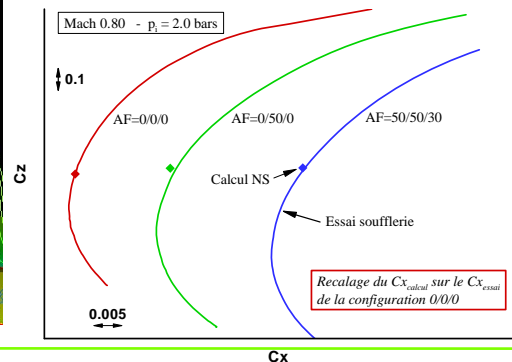 Mach 0.80 - pi = 2.0 bars
0.1
AF=0/0/0
AF=0/50/0
AF=50/50/30
Cz
Calcul NS
Essai soufflerie
Recalage du Cxcalcul sur le Cxessai
de la configuration 0/0/0
0.005
Cx